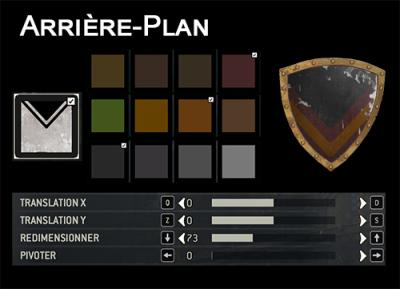 ARRIÈRE-PLAN
TRANSLATION X Q 0 D
TRANSLATION Y Z 0 S
REDIMENSIONNER 73
PIVOTER 0